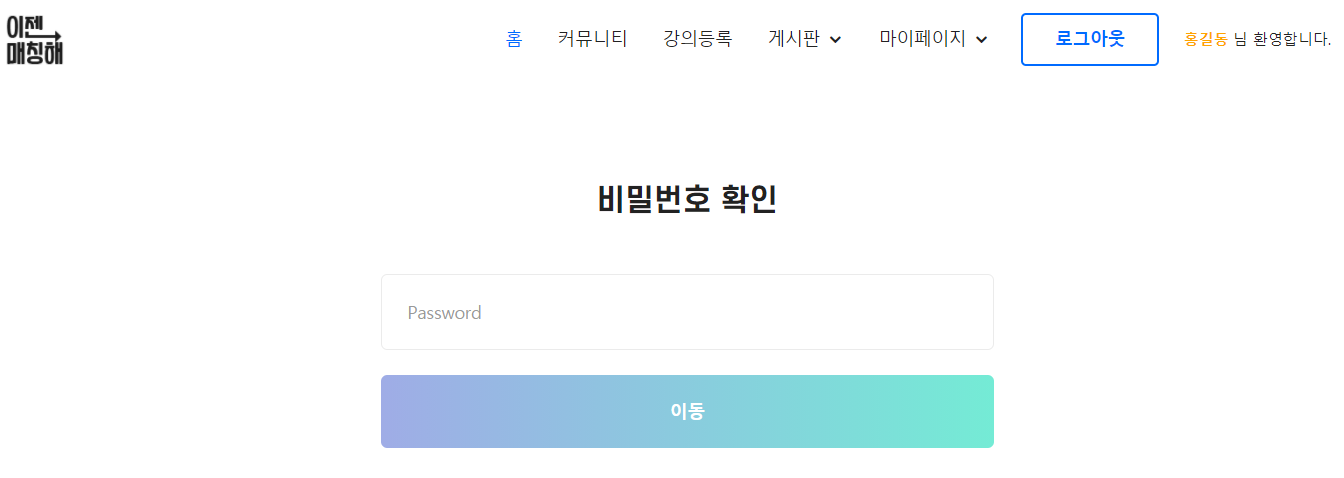 이젠
매칭해
홈 커뮤니티 강의등록 게시판 마이페이지 로그아웃 홍길동 님 환영합니다.
비밀번호 확인
Password
이동